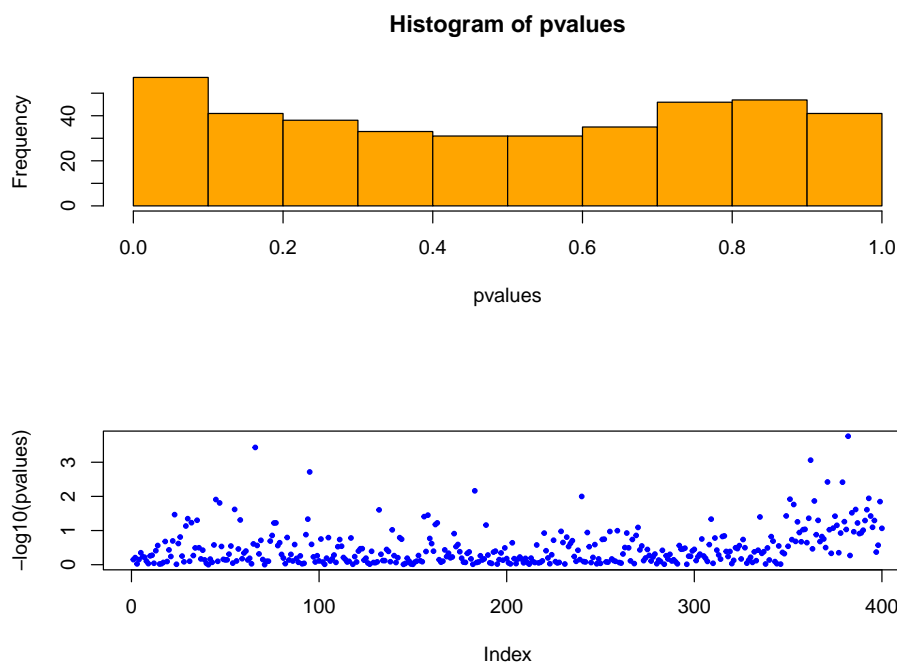 Histogram of pvalues
Frequency
0 20 40
0.0 0.2 0.4 0.6 0.8 1.0
pvalues
−log10(pvalues)
0 1 2 3
0 100 200 300 400
Index